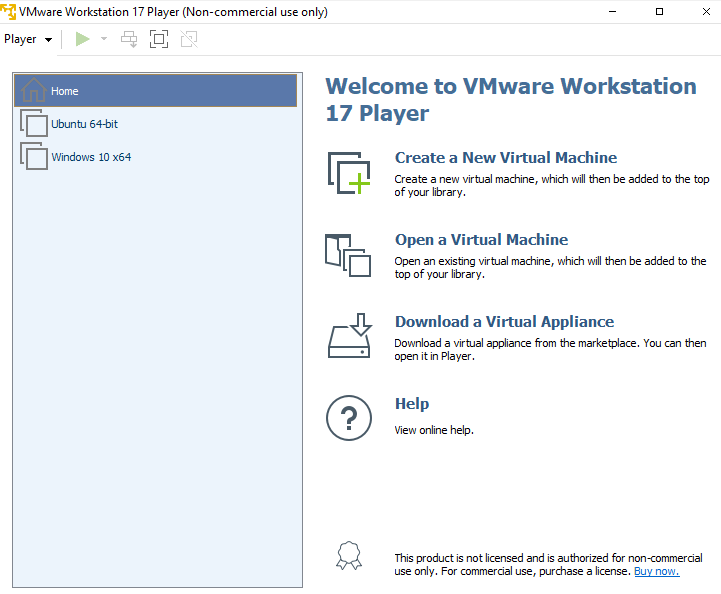 VMware Workstation 17 Player (Non-commercial use only)
Player
Home
Ubuntu 64-bit
Windows 10 x64
Welcome to VMware Workstation
17 Player
Create a New Virtual Machine
Create a new virtual machine, which will then be added to the top
of your library.
Open a Virtual Machine
Open an existing virtual machine, which will then be added to the
top of your library.
Download a Virtual Appliance
Download a virtual appliance from the marketplace. You can then
open it in Player.
?
Help
View online help.
This product is not licensed and is authorized for non-commercial
use only. For commercial use, purchase a license. Buy now.